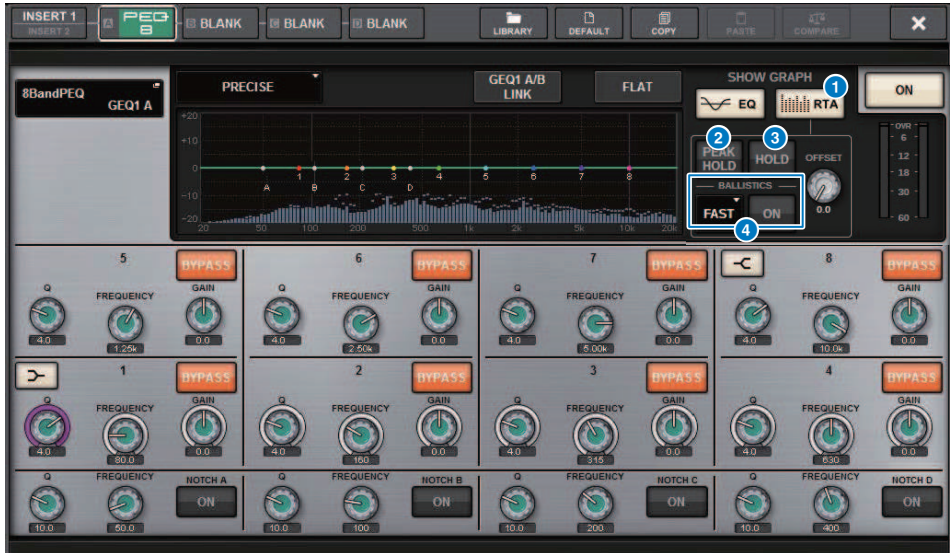 INSERT 1
INSERT 2
A PEQ 8
B BLANK
C BLANK
D BLANK
LIBRARY
DEFAULT
COPY
PASTE
COMPARE
8BandPEQ
GEQ1 A
PRECISE
GEQ1 A/B LINK
FLAT
SHOW GRAPH
EQ
RTA
1
ON
+20
+10
0
-10
-20
20 50 100 200 500 1k 2k 5k 10k 20k
1 2 3 4 5 6 7 8
A B C D
2
3
PEAK HOLD
HOLD
OFFSET
0.0
BALLISTICS
FAST
ON
4
OVR
6
12
18
30
60
5
BYPASS
Q
FREQUENCY
GAIN
4.0
1.25k
0.0
6
BYPASS
Q
FREQUENCY
GAIN
4.0
2.50k
0.0
7
BYPASS
Q
FREQUENCY
GAIN
4.0
5.00k
0.0
8
BYPASS
Q
FREQUENCY
GAIN
4.0
10.0k
0.0
1
BYPASS
Q
FREQUENCY
GAIN
4.0
80.0
0.0
2
BYPASS
Q
FREQUENCY
GAIN
4.0
160
0.0
3
BYPASS
Q
FREQUENCY
GAIN
4.0
315
0.0
4
BYPASS
Q
FREQUENCY
GAIN
4.0
630
0.0
Q
FREQUENCY
NOTCH A
ON
10.0
50.0
Q
FREQUENCY
NOTCH B
ON
10.0
100
Q
FREQUENCY
NOTCH C
ON
10.0
200
Q
FREQUENCY
NOTCH D
ON
10.0
400